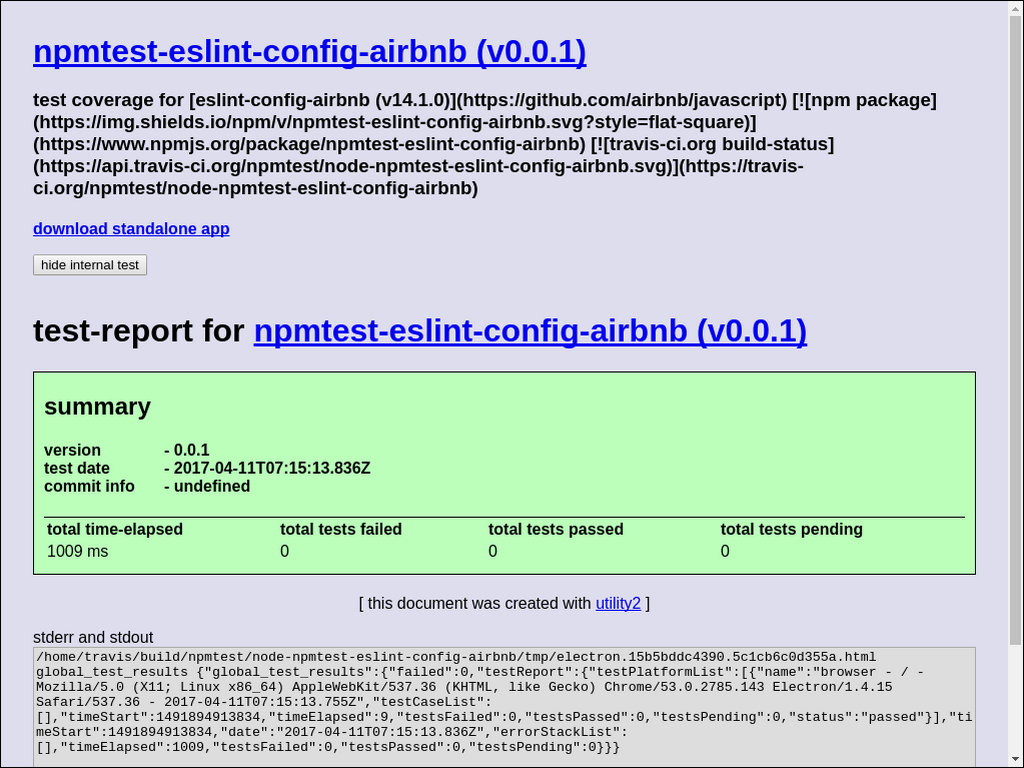 npmtest-eslint-config-airbnb (v0.0.1)
test coverage for [eslint-config-airbnb (v14.1.0)](https://github.com/airbnb/javascript) [![npm package]
(https://img.shields.io/npm/v/npmtest-eslint-config-airbnb.svg?style=flat-square)]
(https://www.npmjs.org/package/npmtest-eslint-config-airbnb) [![travis-ci.org build-status]
(https://api.travis-ci.org/npmtest/node-npmtest-eslint-config-airbnb.svg)](https://travis-
ci.org/npmtest/node-npmtest-eslint-config-airbnb)
download standalone app
hide internal test
test-report for npmtest-eslint-config-airbnb (v0.0.1)
summary
version - 0.0.1
test date - 2017-04-11T07:15:13.836Z
commit info - undefined
total time-elapsed total tests failed total tests passed total tests pending
1009 ms 0 0 0
[ this document was created with utility2 ]
stderr and stdout
/home/travis/build/npmtest/node-npmtest-eslint-config-airbnb/tmp/electron.15b5bddc4390.5c1cb6c0d355a.html
global_test_results {"global_test_results":{"failed":0,"testReport":{"testPlatformList":[{"name":"browser - / -
Mozilla/5.0 (X11; Linux x86_64) AppleWebKit/537.36 (KHTML, like Gecko) Chrome/53.0.2785.143 Electron/1.4.15
Safari/537.36 - 2017-04-11T07:15:13.755Z","testCaseList":
[],"timeStart":1491894913834,"timeElapsed":9,"testsFailed":0,"testsPassed":0,"testsPending":0,"status":"passed"}],"ti
meStart":1491894913834,"date":"2017-04-11T07:15:13.836Z","errorStackList":
[],"timeElapsed":1009,"testsFailed":0,"testsPassed":0,"testsPending":0}}}